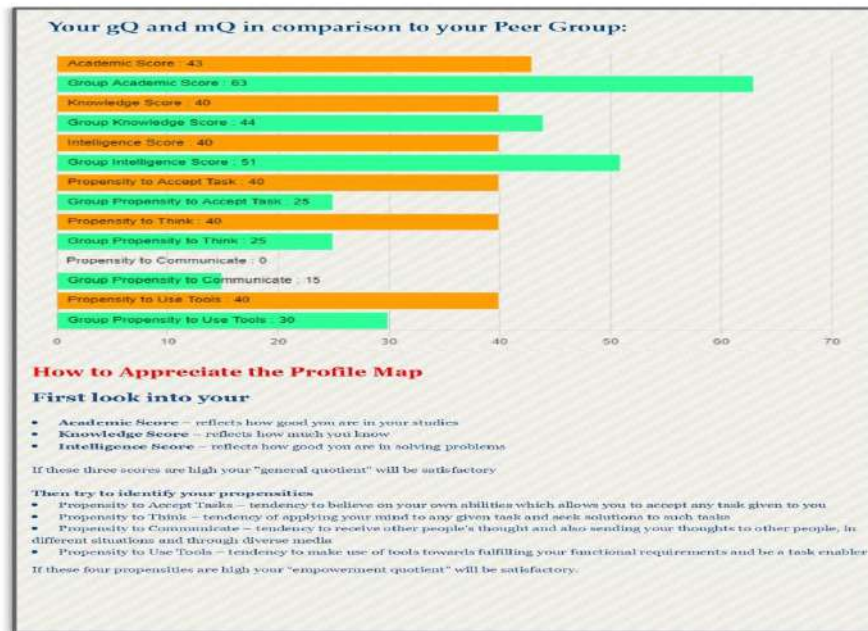 Your gQ and mQ in comparison to your Peer Group:
Academic Score : 43
Group Academic Score : 63
Knowledge Score : 40
Group Knowledge Score : 44
Intelligence Score : 40
Group Intelligence Score : 51
Propensity to Accept Task : 40
Group Propensity to Accept Task : 25
Propensity to Think : 40
Group Propensity to Think : 25
Propensity to Communicate : 0
Group Propensity to Communicate : 15
Propensity to Use Tools : 40
Group Propensity to Use Tools : 30
0 10 20 30 40 50 60 70
How to Appreciate the Profile Map
First look into your
• Academic Score – reflects how good you are in your studies
• Knowledge Score – reflects how much you know
• Intelligence Score – reflects how good you are in solving problems
If these three scores are high your "general quotient" will be satisfactory
Then try to identify your propensities
• Propensity to Accept Tasks – tendency to believe on your own abilities which allows you to accept any task given to you
• Propensity to Think – tendency of applying your mind to any given task and seek solutions to such tasks
• Propensity to Communicate – tendency to receive other people's thought and also sending your thoughts to other people, in
different situations and through diverse media
• Propensity to Use Tools – tendency to make use of tools towards fulfilling your functional requirements and be a task enabler
If these four propensities are high your "empowerment quotient" will be satisfactory.